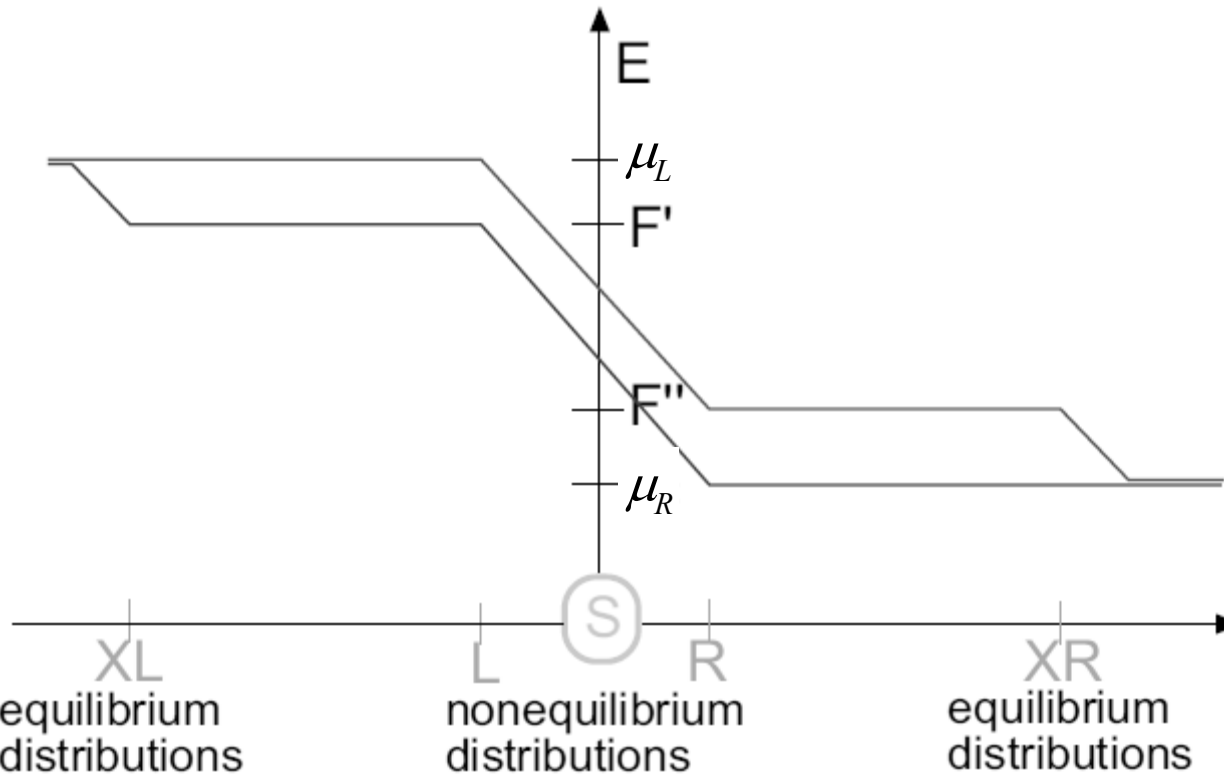 E
μL
F'
F"
μR
S
XL
L
R
XR
equilibrium
distributions
nonequilibrium
distributions
equilibrium
distributions